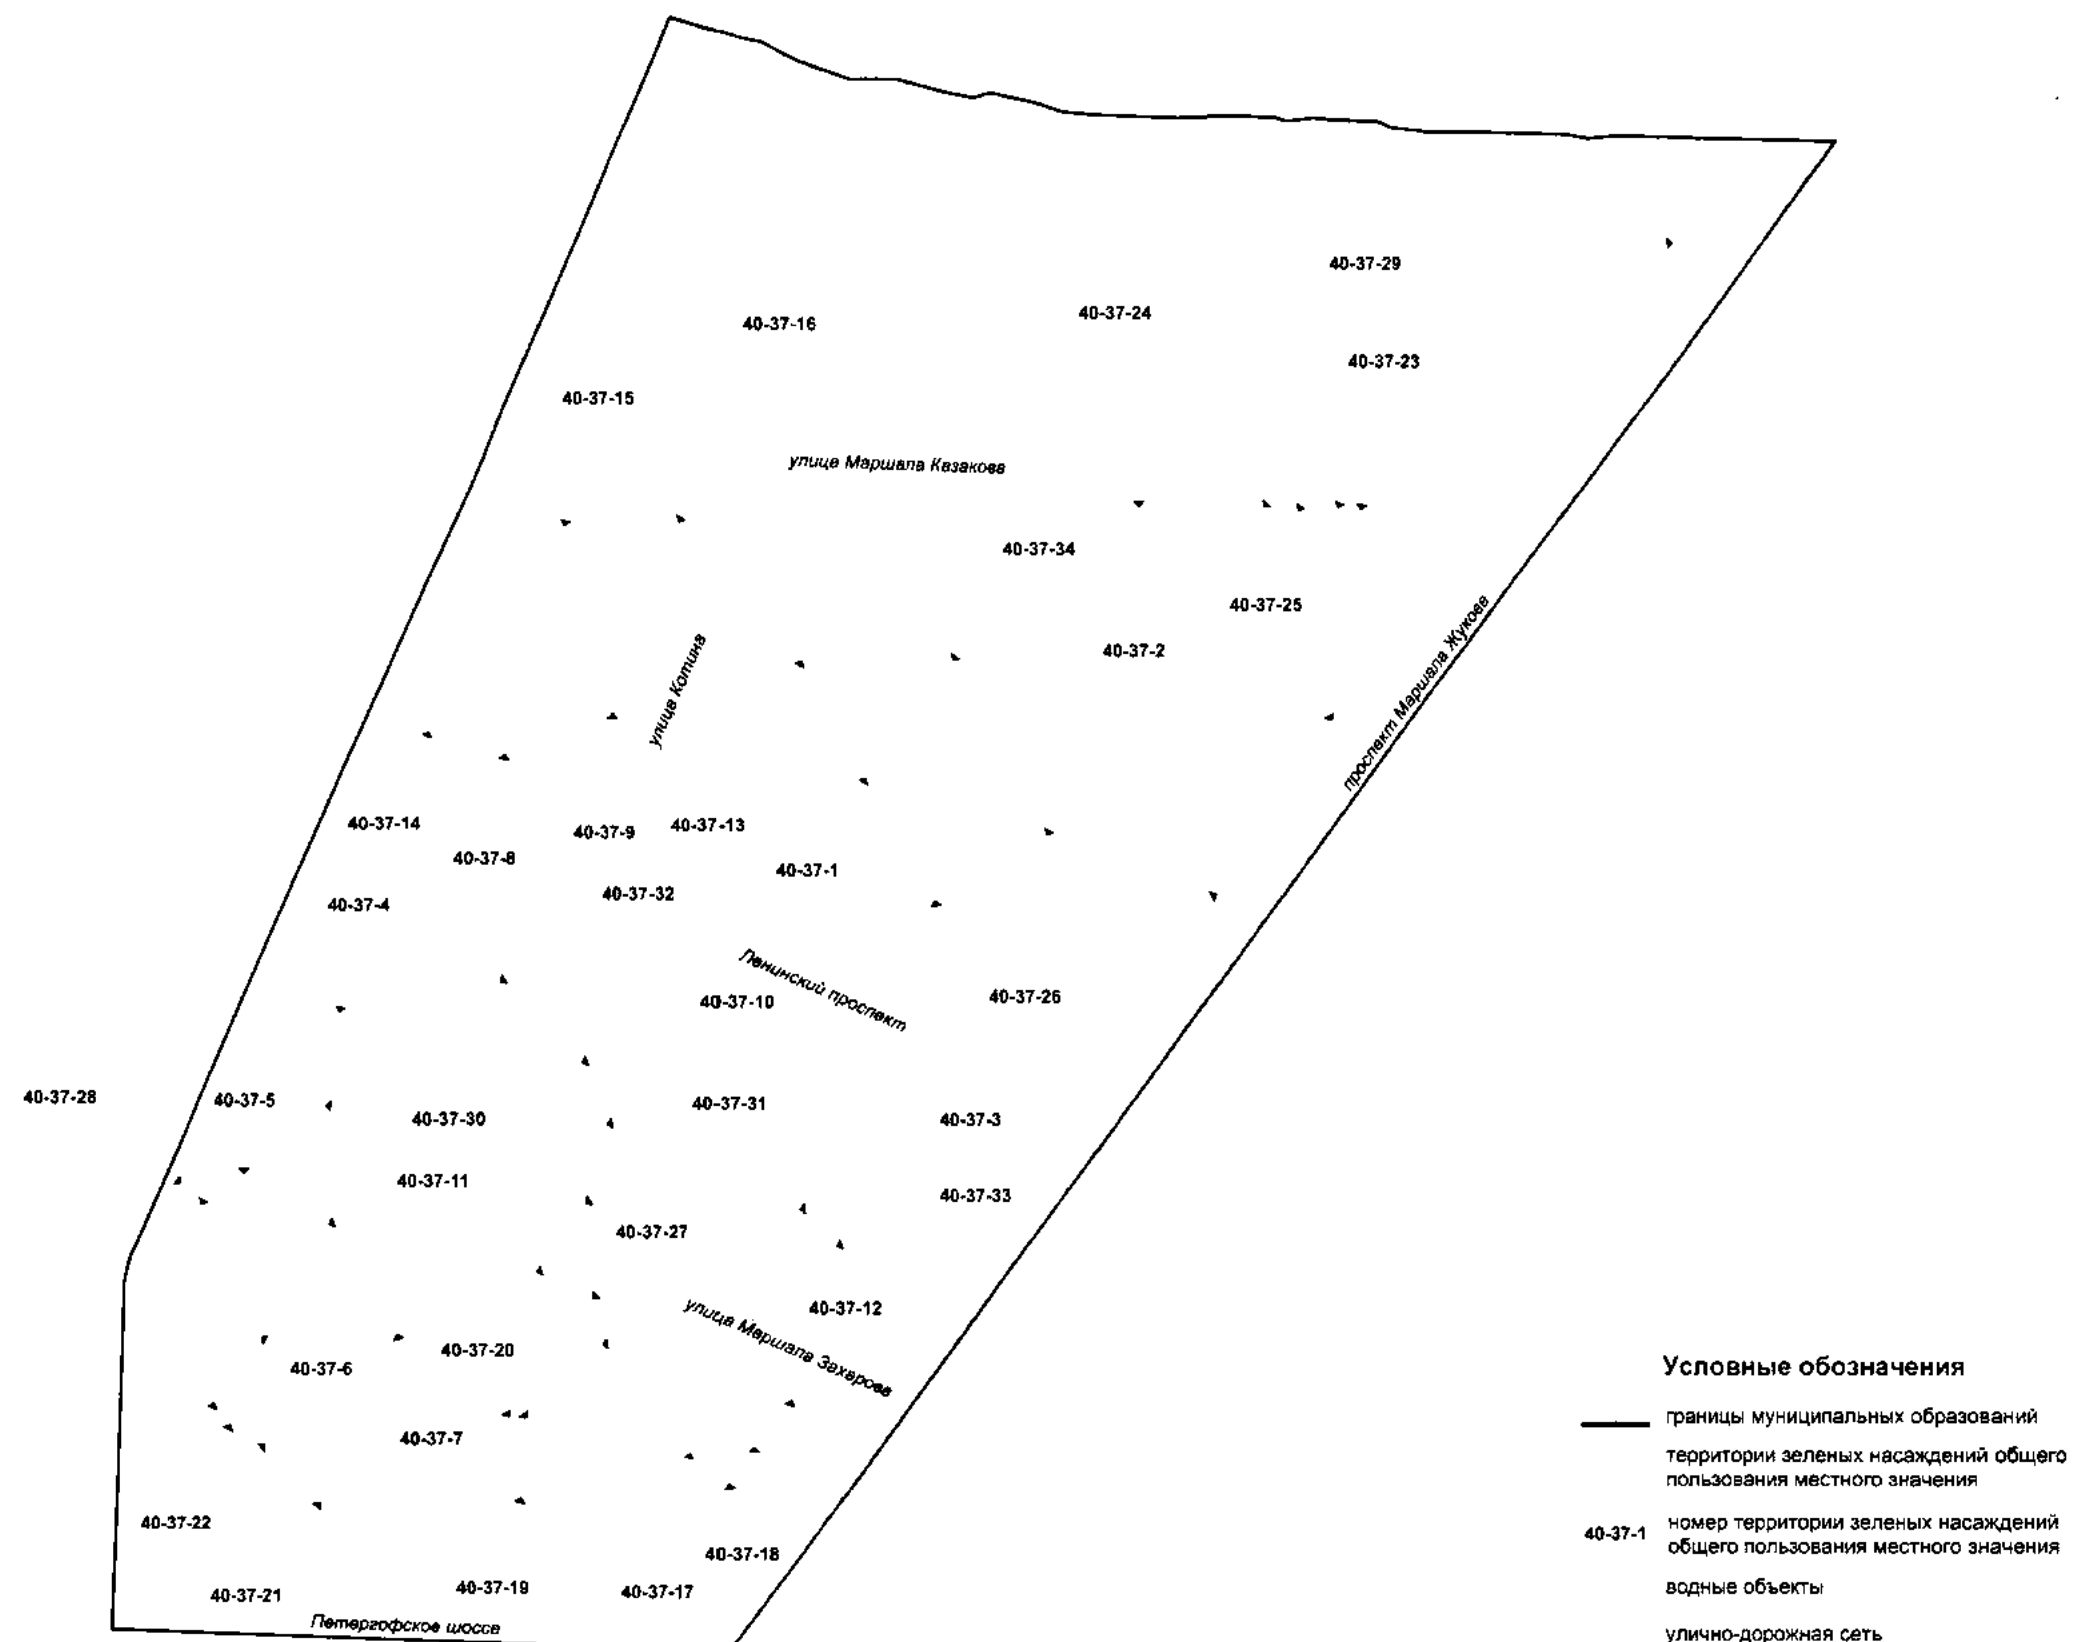 40-37-29
40-37-24
40-37-16
40-37-23
40-37-15
улица Маршала Казакова
40-37-34
40-37-25
40-37-2
улица Котина
проспект Маршала Жукова
40-37-14
40-37-9
40-37-13
40-37-8
40-37-1
40-37-32
40-37-4
Ленинский проспект
40-37-10
40-37-26
40-37-28
40-37-5
40-37-30
40-37-31
40-37-3
40-37-11
40-37-33
40-37-27
улица Маршала Захарова
40-37-12
40-37-20
40-37-6
40-37-7
40-37-22
40-37-18
40-37-21
40-37-19
40-37-17
Петергофское шоссе
Условные обозначения
границы муниципальных образований
территории зеленых насаждений общего
пользования местного значения
40-37-1
номер территории зеленых насаждений
общего пользования местного значения
водные объекты
улично-дорожная сеть